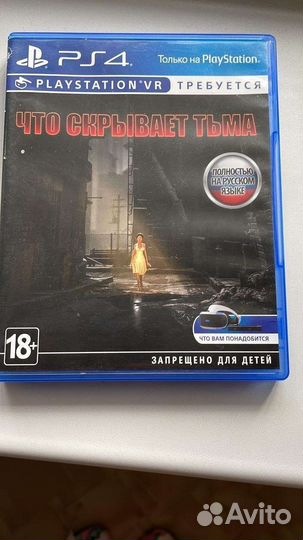 PS4 Только на PlayStation
PLAYSTATION VR ТРЕБУЕТСЯ
ЧТО СКРЫВАЕТ ТЬМА
ПОЛНОСТЬЮ
НА РУССКОМ
ЯЗЫКЕ
ЧТО ВАМ ПОНАДОБИТСЯ
18+
ЗАПРЕЩЕНО ДЛЯ ДЕТЕЙ
Avito